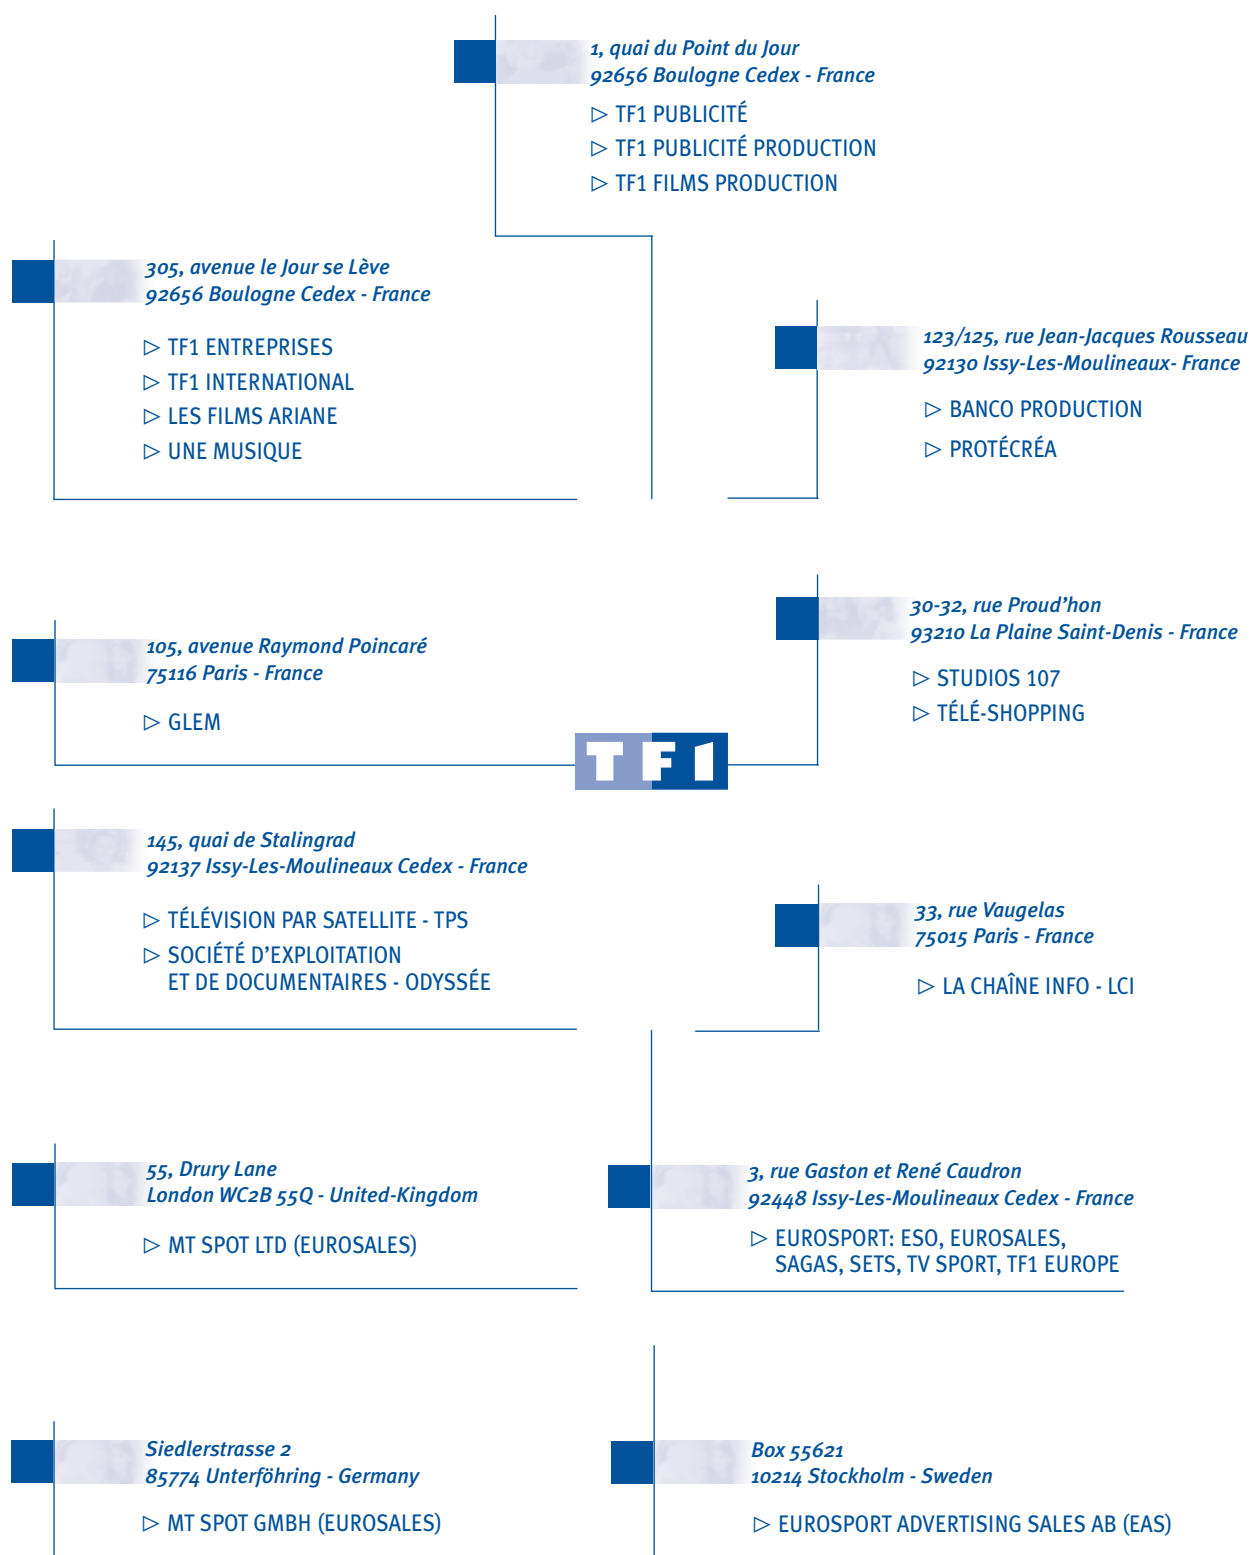 1, quai du Point du Jour
92656 Boulogne Cedex - France
▷ TF1 PUBLICITÉ
▷ TF1 PUBLICITÉ PRODUCTION
▷ TF1 FILMS PRODUCTION
305, avenue le Jour se Lève
92656 Boulogne Cedex - France
▷ TF1 ENTREPRISES
▷ TF1 INTERNATIONAL
▷ LES FILMS ARIANE
▷ UNE MUSIQUE
123/125, rue Jean-Jacques Rousseau
92130 Issy-Les-Moulineaux- France
▷ BANCO PRODUCTION
▷ PROTÉCRÉA
105, avenue Raymond Poincaré
75116 Paris - France
▷ GLEM
30-32, rue Proud’hon
93210 La Plaine Saint-Denis - France
▷ STUDIOS 107
▷ TÉLÉ-SHOPPING
TF1
145, quai de Stalingrad
92137 Issy-Les-Moulineaux Cedex - France
▷ TÉLÉVISION PAR SATELLITE - TPS
▷ SOCIÉTÉ D’EXPLOITATION
ET DE DOCUMENTAIRES - ODYSSÉE
33, rue Vaugelas
75015 Paris - France
▷ LA CHAÎNE INFO - LCI
55, Drury Lane
London WC2B 55Q - United-Kingdom
▷ MT SPOT LTD (EUROSALES)
3, rue Gaston et René Caudron
92448 Issy-Les-Moulineaux Cedex - France
▷ EUROSPORT: ESO, EUROSALES,
SAGAS, SETS, TV SPORT, TF1 EUROPE
Siedlerstrasse 2
85774 Unterföhring - Germany
▷ MT SPOT GMBH (EUROSALES)
Box 55621
10214 Stockholm - Sweden
▷ EUROSPORT ADVERTISING SALES AB (EAS)